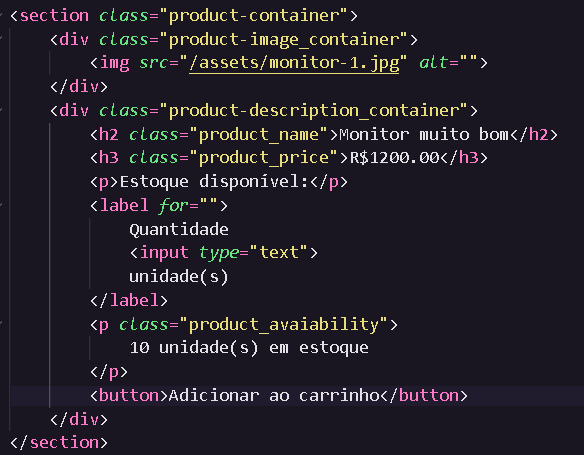 <section class="product-container">
<div class="product-image_container">
<img src="/assets/monitor-1.jpg" alt="">
</div>
<div class="product-description_container">
<h2 class="product_name">Monitor muito bom</h2>
<h3 class="product_price">R$1200.00</h3>
<p>Estoque disponível:</p>
<label for="">
Quantidade
<input type="text">
unidade(s)
</label>
<p class="product_avaiability">
10 unidade(s) em estoque
</p>
<button>Adicionar ao carrinho</button>
</div>
</section>